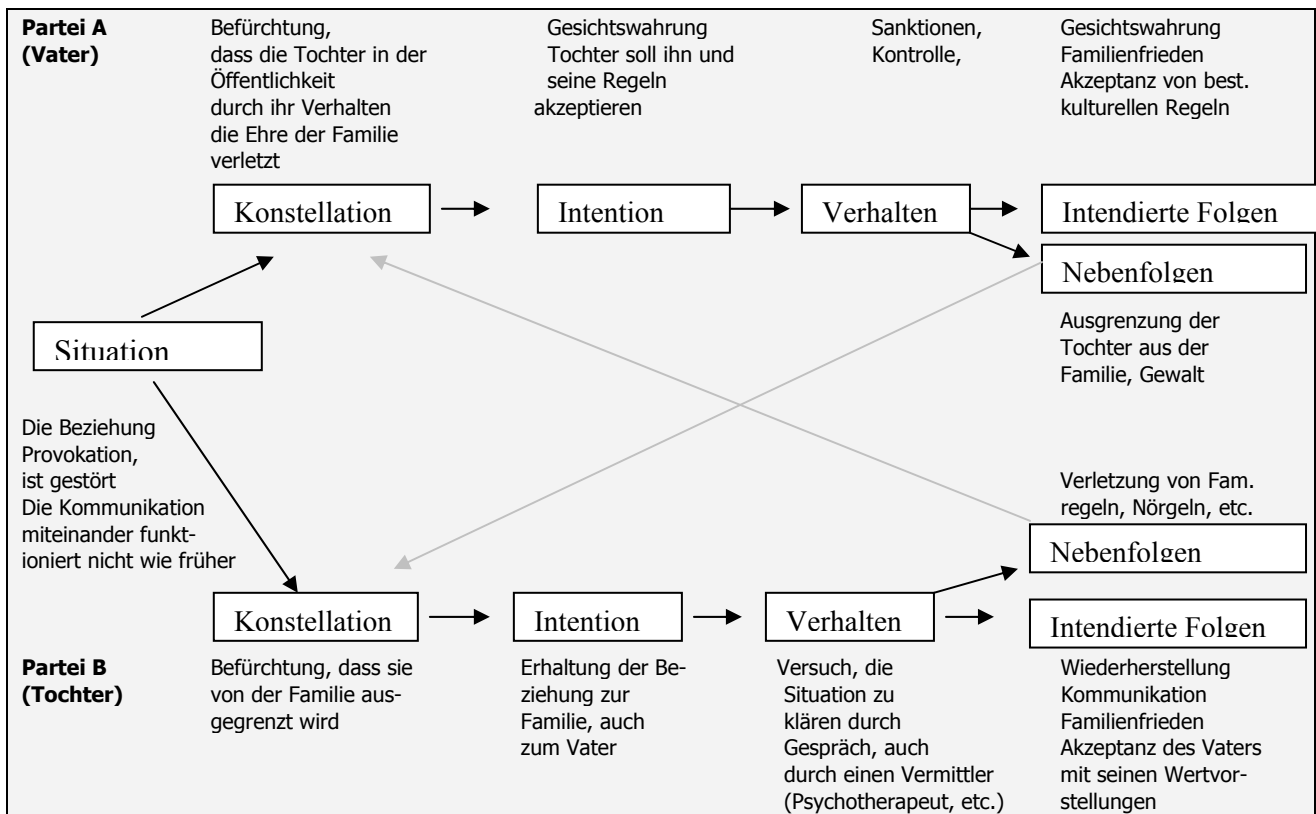 Partei A
(Vater)
Befürchtung,
dass die Tochter in der
Öffentlichkeit
durch ihr Verhalten
die Ehre der Familie
verletzt
Gesichtswahrung
Tochter soll ihn und
seine Regeln
akzeptieren
Sanktionen,
Kontrolle,
Gesichtswahrung
Familienfrieden
Akzeptanz von best.
kulturellen Regeln
Konstellation
Intention
Verhalten
Intendierte Folgen
Nebenfolgen
Ausgrenzung der
Tochter aus der
Familie, Gewalt
Situation
Die Beziehung
Provokation,
ist gestört
Die Kommunikation
miteinander funkt-
ioniert nicht wie früher
Verletzung von Fam.
regeln, Nörgeln, etc.
Nebenfolgen
Konstellation
Intention
Verhalten
Intendierte Folgen
Partei B
(Tochter)
Befürchtung, dass sie
von der Familie aus-
gegrenzt wird
Erhaltung der Be-
ziehung zur
Familie, auch
zum Vater
Versuch, die
Situation zu
klären durch
Gespräch, auch
durch einen Vermittler
(Psychotherapeut, etc.)
Wiederherstellung
Kommunikation
Familienfrieden
Akzeptanz des Vaters
mit seinen Wertvor-
stellungen